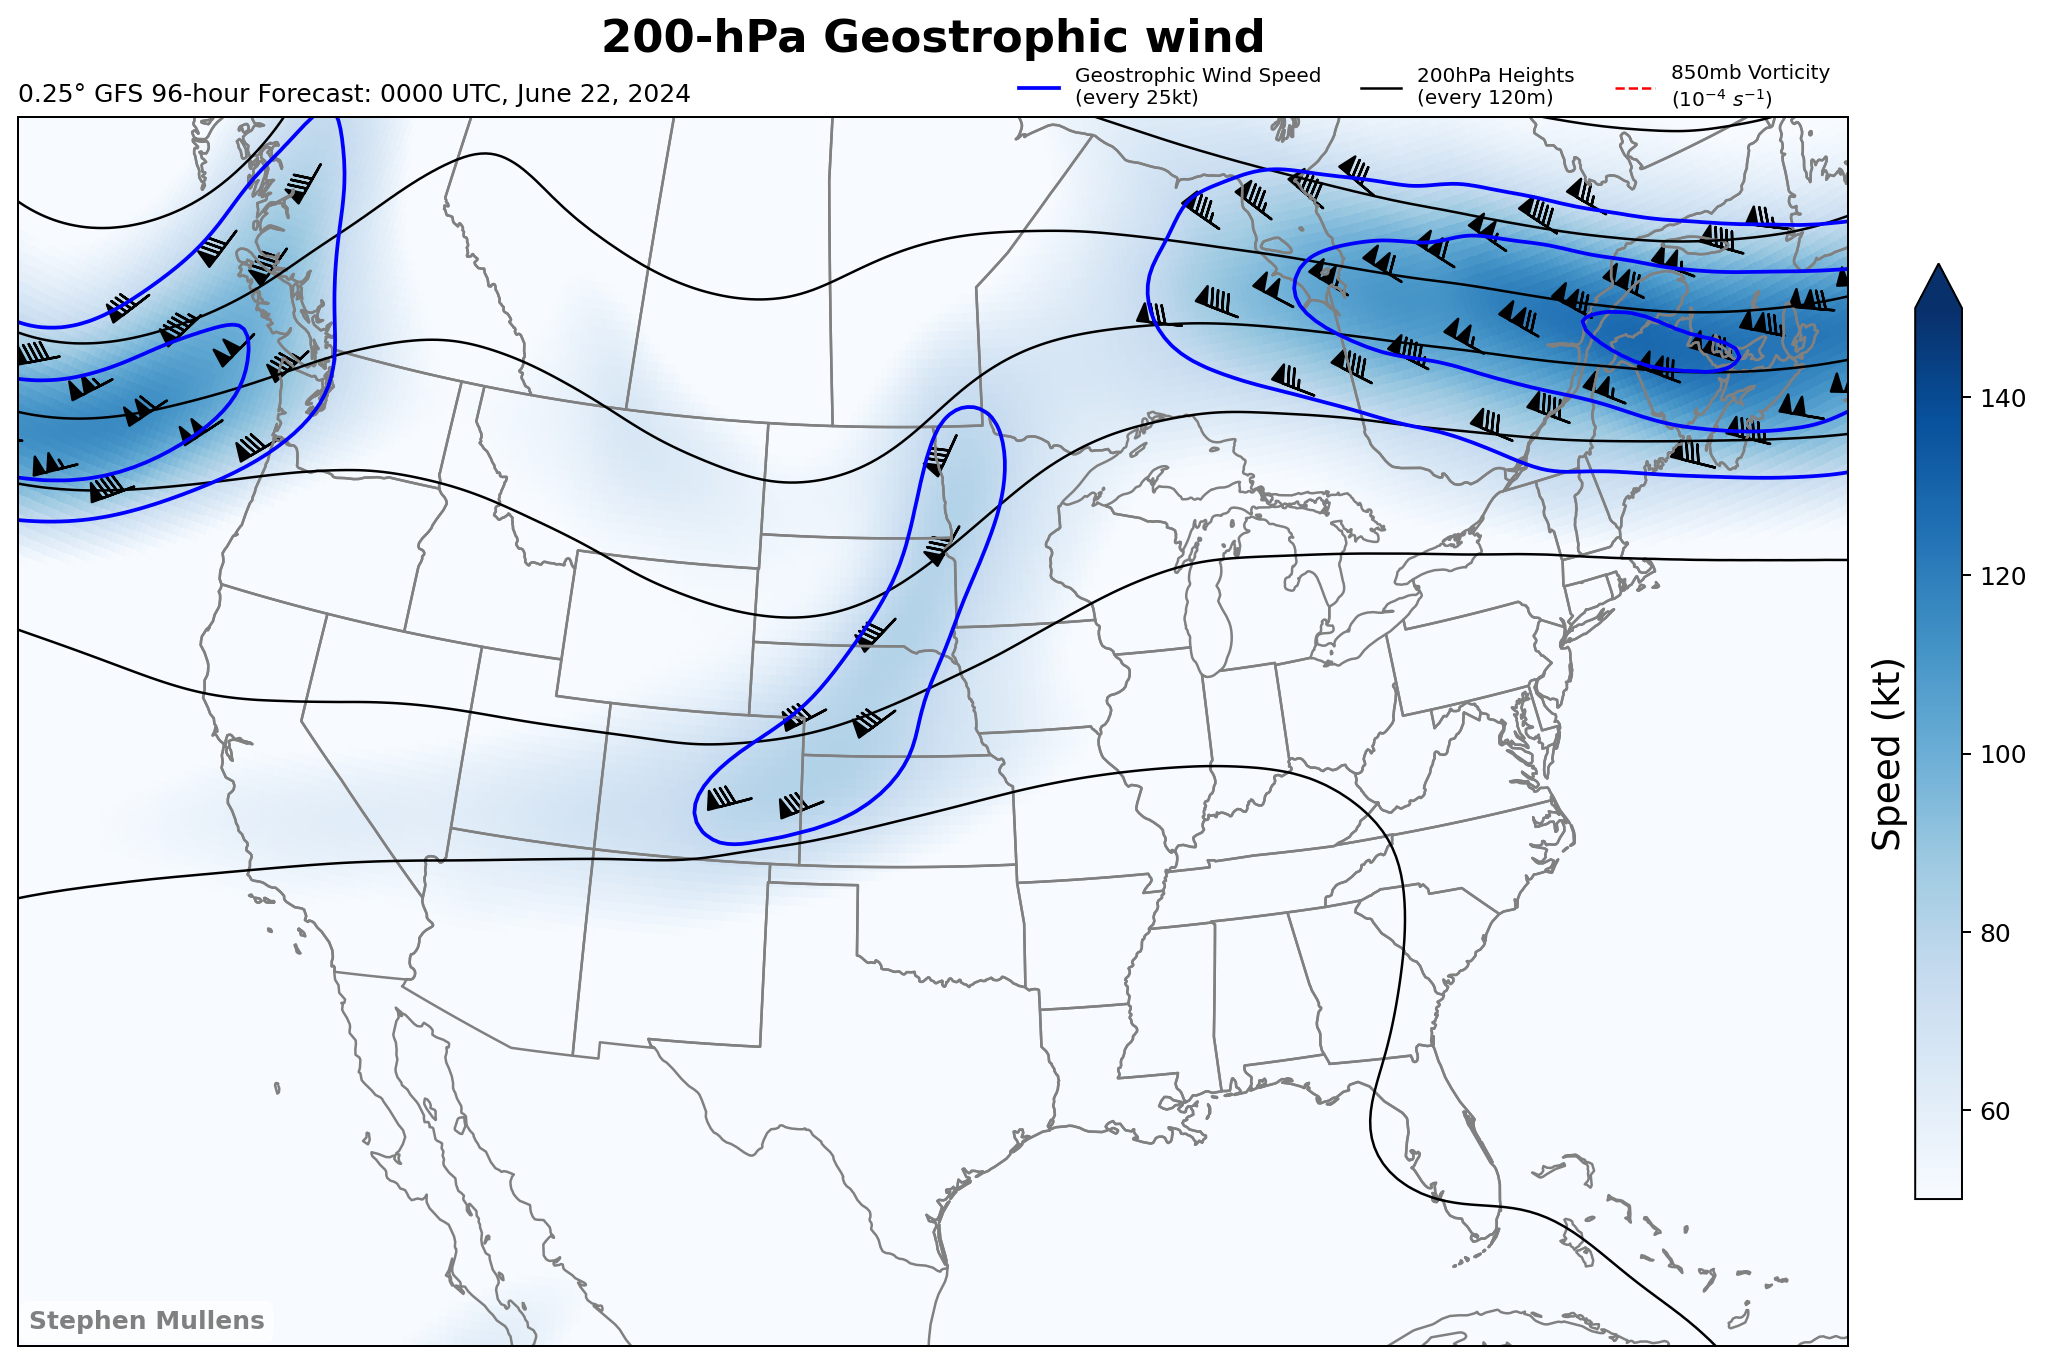 200-hPa Geostrophic wind
0.25° GFS 96-hour Forecast: 0000 UTC, June 22, 2024
Geostrophic Wind Speed
(every 25kt)
200hPa Heights
(every 120m)
850mb Vorticity
(10⁻⁴ s⁻¹)
140
120
100
80
60
Speed (kt)
Stephen Mullens